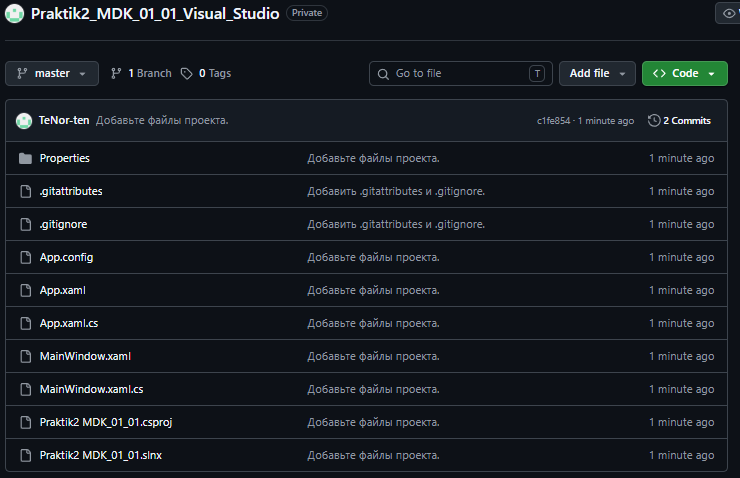 Praktik2_MDK_01_01_Visual_Studio Private
master 1 Branch 0 Tags Go to file T Add file Code
TeNor-ten Добавьте файлы проекта. c1fe854 · 1 minute ago 2 Commits
Properties Добавьте файлы проекта. 1 minute ago
.gitattributes Добавить .gitattributes и .gitignore. 1 minute ago
.gitignore Добавить .gitattributes и .gitignore. 1 minute ago
App.config Добавьте файлы проекта. 1 minute ago
App.xaml Добавьте файлы проекта. 1 minute ago
App.xaml.cs Добавьте файлы проекта. 1 minute ago
MainWindow.xaml Добавьте файлы проекта. 1 minute ago
MainWindow.xaml.cs Добавьте файлы проекта. 1 minute ago
Praktik2 MDK_01_01.csproj Добавьте файлы проекта. 1 minute ago
Praktik2 MDK_01_01.slnx Добавьте файлы проекта. 1 minute ago